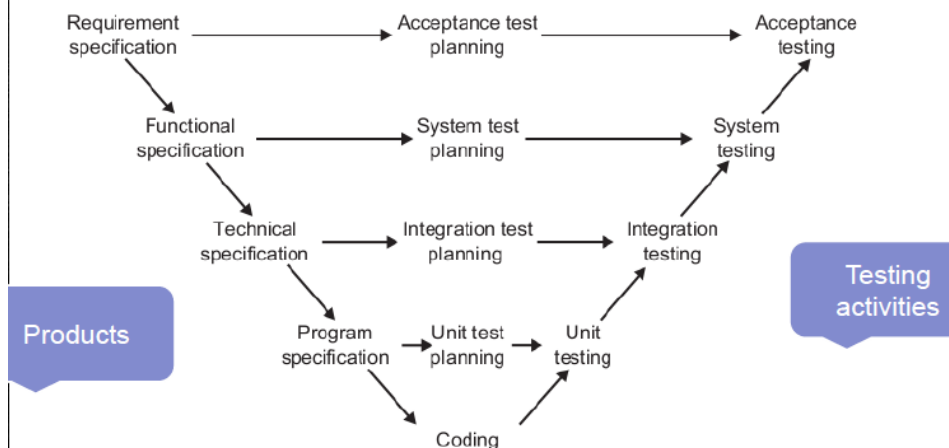 Requirement
specification
Acceptance test
planning
Acceptance
testing
Functional
specification
System test
planning
System
testing
Technical
specification
Integration test
planning
Integration
testing
Testing
activities
Products
Program
specification
Unit test
planning
Unit
testing
Coding